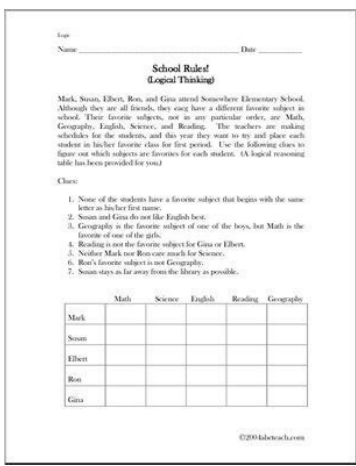 Logic
Name Date
School Rules!
(Logical Thinking)
Mark, Susan, Elbert, Ron, and Gina attend Somewhere Elementary School.
Although they are all friends, they eacg have a different favorite subject in
school. Their favorite subjects, not in any particular order, are Math,
Geography, English, Science, and Reading. The teachers are making
schedules for the students, and this year they want to try and place each
student in his/her favorite class for first period. Use the following clues to
figure out which subjects are favorites for each student. (A logical reasoning
table has been provided for you.)
Clues:
1. None of the students have a favorite subject that begins with the same
letter as his/her first name.
2. Susan and Gina do not like English best.
3. Geography is the favorite subject of one of the boys, but Math is the
favorite of one of the girls.
4. Reading is not the favorite subject for Gina or Elbert.
5. Neither Mark nor Ron care much for Science.
6. Ron's favorite subject is not Geography.
7. Susan stays as far away from the library as possible.
Math Science English Reading Geography
Mark
Susan
Elbert
Ron
Gina
©2004abcteach.com